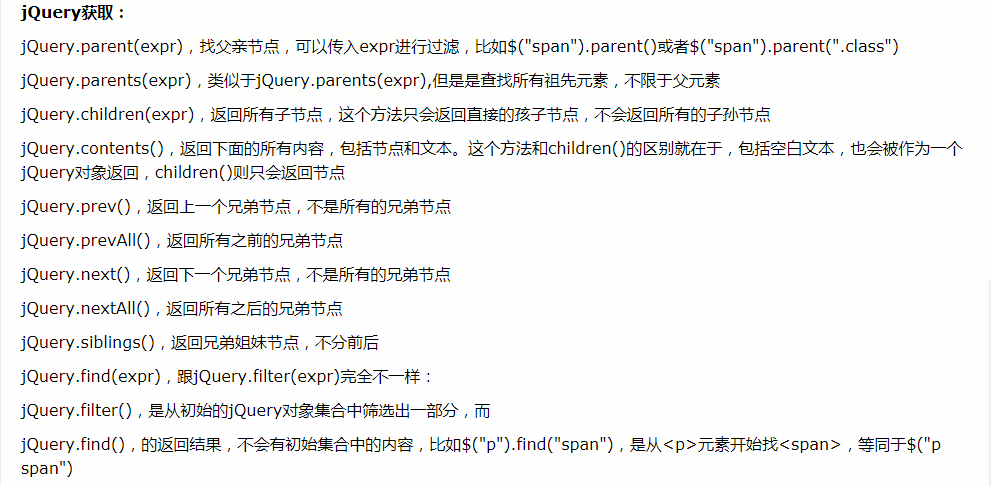 jQuery获取：
jQuery.parent(expr)，找父亲节点，可以传入expr进行过滤，比如$("span").parent()或者$("span").parent(".class")
jQuery.parents(expr)，类似于jQuery.parents(expr),但是是查找所有祖先元素，不限于父元素
jQuery.children(expr)，返回所有子节点，这个方法只会返回直接的孩子节点，不会返回所有的子孙节点
jQuery.contents()，返回下面的所有内容，包括节点和文本。这个方法和children()的区别就在于，包括空白文本，也会被作为一个
jQuery对象返回，children()则只会返回节点
jQuery.prev()，返回上一个兄弟节点，不是所有的兄弟节点
jQuery.prevAll()，返回所有之前的兄弟节点
jQuery.next()，返回下一个兄弟节点，不是所有的兄弟节点
jQuery.nextAll()，返回所有之后的兄弟节点
jQuery.siblings()，返回兄弟姐妹节点，不分前后
jQuery.find(expr)，跟jQuery.filter(expr)完全不一样：
jQuery.filter()，是从初始的jQuery对象集合中筛选出一部分，而
jQuery.find()，的返回结果，不会有初始集合中的内容，比如$("p").find("span")，是从<p>元素开始找<span>，等同于$("p
span")